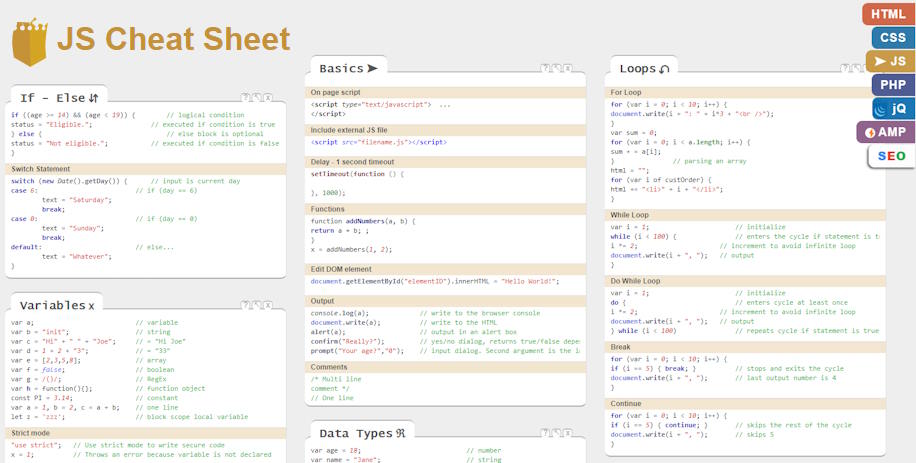 JS Cheat Sheet
HTML
CSS
JS
PHP
jQ
AMP
SEO
If - Else
if ((age >= 14) && (age < 19)) {        // logical condition
status = "Eligible.";               // executed if condition is true
} else {                            // else block is optional
status = "Not eligible.";           // executed if condition is false
}
Switch Statement
switch (new Date().getDay()) {      // input is current day
case 6:                         // if (day == 6)
text = "Saturday";
break;
case 0:                         // if (day == 0)
text = "Sunday";
break;
default:                        // else...
text = "Whatever";
}
Variables x
var a;                          // variable
var b = "init";                 // string
var c = "Hi" + " " + "Joe";     // = "Hi Joe"
var d = 1 + 2 + "3";            // = "33"
var e = [2,3,5,8];              // array
var f = false;                  // boolean
var g = /()/;                   // RegEx
var h = function(){};           // function object
const PI = 3.14;                // constant
var a = 1, b = 2, c = a + b;    // one line
let z = 'zzz';                  // block scope local variable
Strict mode
"use strict";   // Use strict mode to write secure code
x = 1;          // Throws an error because variable is not declared
Basics
On page script
<script type="text/javascript">  ...
</script>
Include external JS file
<script src="filename.js"></script>
Delay - 1 second timeout
setTimeout(function () {
}, 1000);
Functions
function addNumbers(a, b) {
return a + b; ;
}
x = addNumbers(1, 2);
Edit DOM element
document.getElementById("elementID").innerHTML = "Hello World!";
Output
console.log(a);             // write to the browser console
document.write(a);          // write to the HTML
alert(a);                   // output in an alert box
confirm("Really?");         // yes/no dialog, returns true/false depe
prompt("Your age?","0");    // input dialog. Second argument is the i
Comments
/* Multi line
comment */
// One line
Data Types
var age = 18;                           // number
var name = "Jane";                      // string
Loops
For Loop
for (var i = 0; i < 10; i++) {
document.write(i + ": " + i*3 + "<br />");
}
var sum = 0;
for (var i = 0; i < a.length; i++) {
sum + = a[i];
}               // parsing an array
html = "";
for (var i of custOrder) {
html += "<li>" + i + "</li>";
}
While Loop
var i = 1;                      // initialize
while (i < 100) {               // enters the cycle if statement is t
i *= 2;                     // increment to avoid infinite loop
document.write(i + ", ");   // output
}
Do While Loop
var i = 1;                      // initialize
do {                            // enters cycle at least once
i *= 2;                     // increment to avoid infinite loop
document.write(i + ", ");   // output
} while (i < 100)               // repeats cycle if statement is true
Break
for (var i = 0; i < 10; i++) {
if (i == 5) { break; }      // stops and exits the cycle
document.write(i + ", ");   // last output number is 4
}
Continue
for (var i = 0; i < 10; i++) {
if (i == 5) { continue; }   // skips the rest of the cycle
document.write(i + ", ");   // skips 5
}